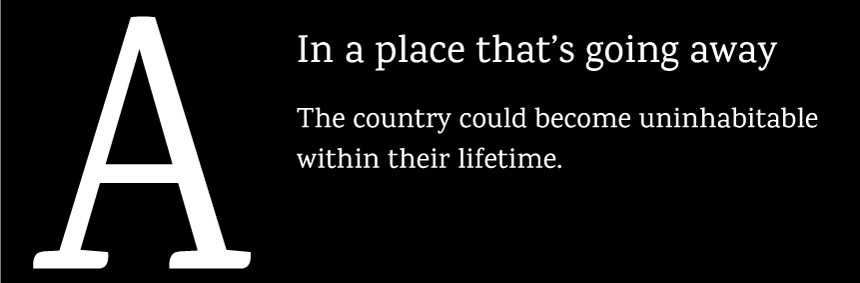 A
In a place that’s going away
The country could become uninhabitable
within their lifetime.